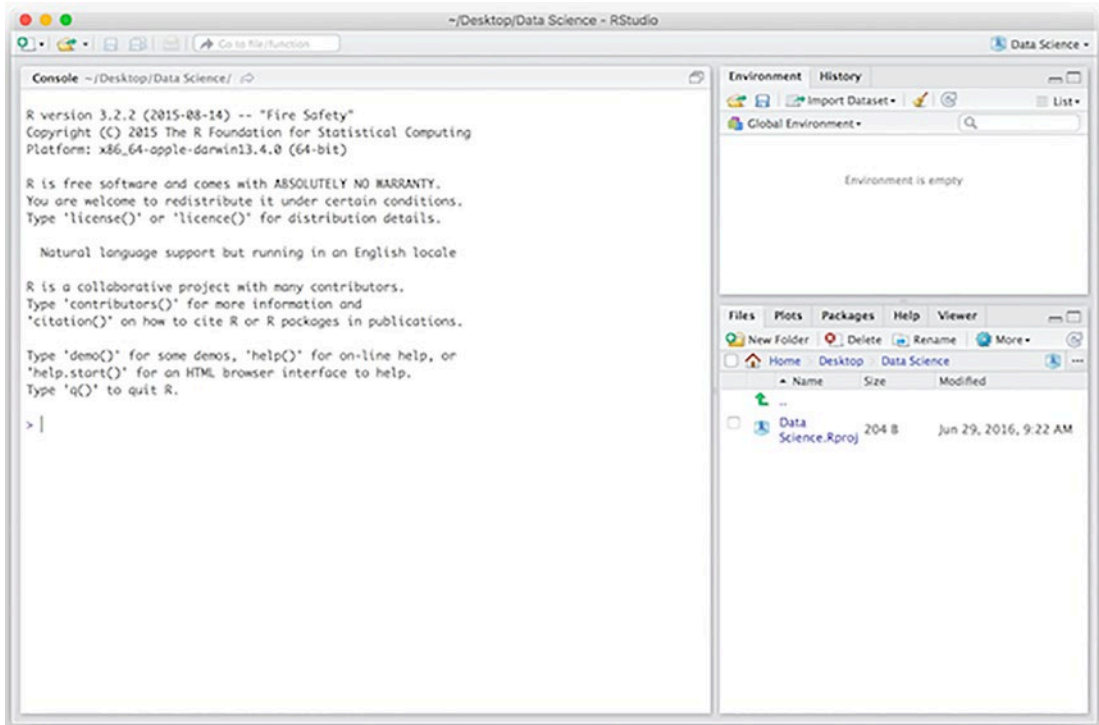 ~/Desktop/Data Science - RStudio
Go to file/function
Data Science
Console ~/Desktop/Data Science/
R version 3.2.2 (2015-08-14) -- "Fire Safety"
Copyright (C) 2015 The R Foundation for Statistical Computing
Platform: x86_64-apple-darwin13.4.0 (64-bit)
R is free software and comes with ABSOLUTELY NO WARRANTY.
You are welcome to redistribute it under certain conditions.
Type 'license()' or 'licence()' for distribution details.
Natural language support but running in an English locale
R is a collaborative project with many contributors.
Type 'contributors()' for more information and
'citation()' on how to cite R or R packages in publications.
Type 'demo()' for some demos, 'help()' for on-line help, or
'help.start()' for an HTML browser interface to help.
Type 'q()' to quit R.
>
Environment History
Import Dataset List
Global Environment
Environment is empty
Files Plots Packages Help Viewer
New Folder Delete Rename More
Home Desktop Data Science ...
Name Size Modified
..
Data
Science.Rproj 204 B Jun 29, 2016, 9:22 AM